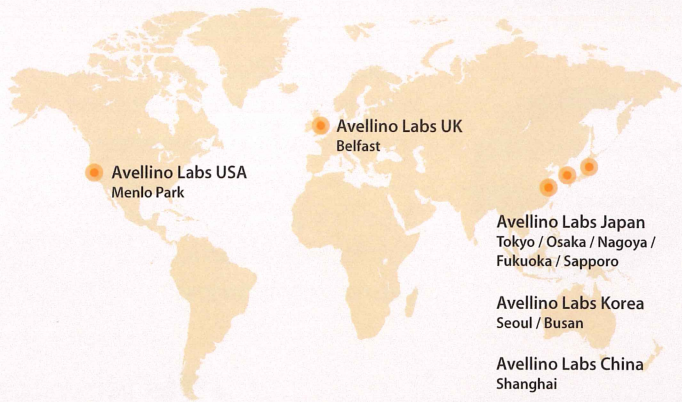 Avellino Labs UK
Belfast
Avellino Labs USA
Menlo Park
Avellino Labs Japan
Tokyo / Osaka / Nagoya /
Fukuoka / Sapporo
Avellino Labs Korea
Seoul / Busan
Avellino Labs China
Shanghai